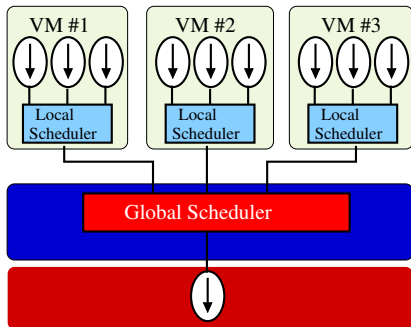 VM #1
VM #2
VM #3
Local
Scheduler
Local
Scheduler
Local
Scheduler
Global Scheduler